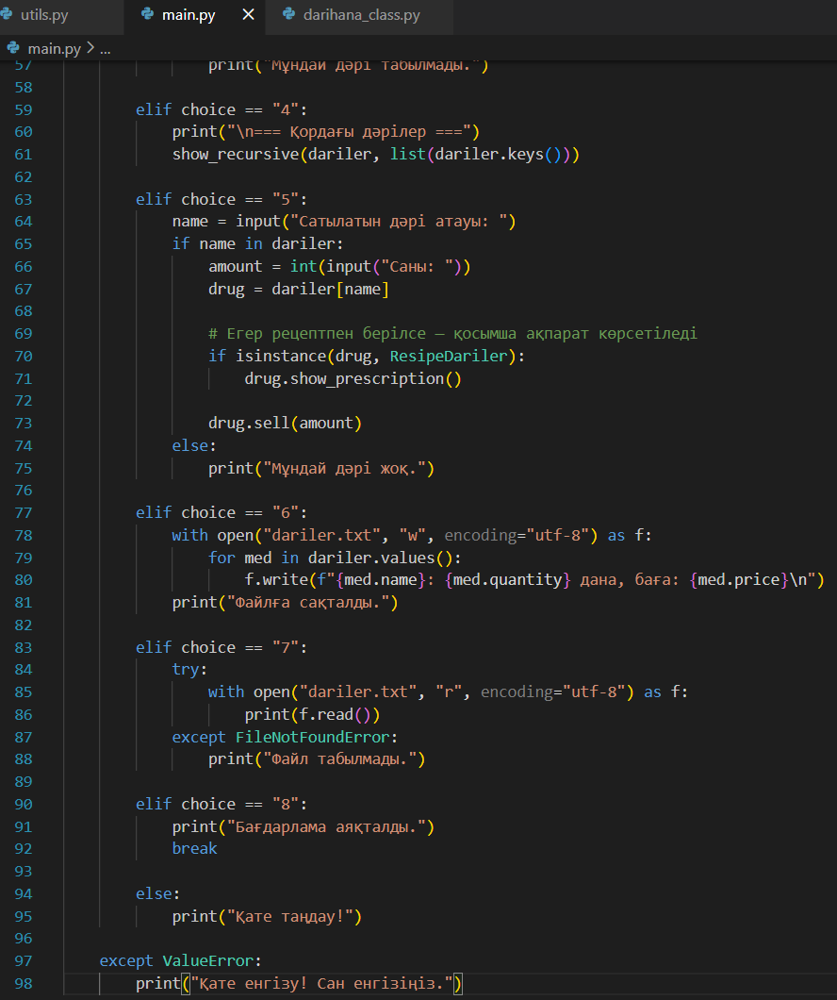 utils.py main.py × darihana_class.py
main.py > ...
57 print("Мұндай дәрі табылмады.")
58
59 elif choice == "4":
60 print("\n=== Қордағы дәрілер ===")
61 show_recursive(dariler, list(dariler.keys()))
62
63 elif choice == "5":
64 name = input("Сатылатын дәрі атауы: ")
65 if name in dariler:
66 amount = int(input("Саны: "))
67 drug = dariler[name]
68
69 # Егер рецептпен берілсе — қосымша ақпарат көрсетіледі
70 if isinstance(drug, ResipeDariler):
71 drug.show_prescription()
72
73 drug.sell(amount)
74 else:
75 print("Мұндай дәрі жоқ.")
76
77 elif choice == "6":
78 with open("dariler.txt", "w", encoding="utf-8") as f:
79 for med in dariler.values():
80 f.write(f"{med.name}: {med.quantity} дана, баға: {med.price}\n")
81 print("Файлға сақталды.")
82
83 elif choice == "7":
84 try:
85 with open("dariler.txt", "r", encoding="utf-8") as f:
86 print(f.read())
87 except FileNotFoundError:
88 print("Файл табылмады.")
89
90 elif choice == "8":
91 print("Бағдарлама аяқталды.")
92 break
93
94 else:
95 print("Қате таңдау!")
96
97 except ValueError:
98 print("Қате енгізу! Сан енгізіңіз.")